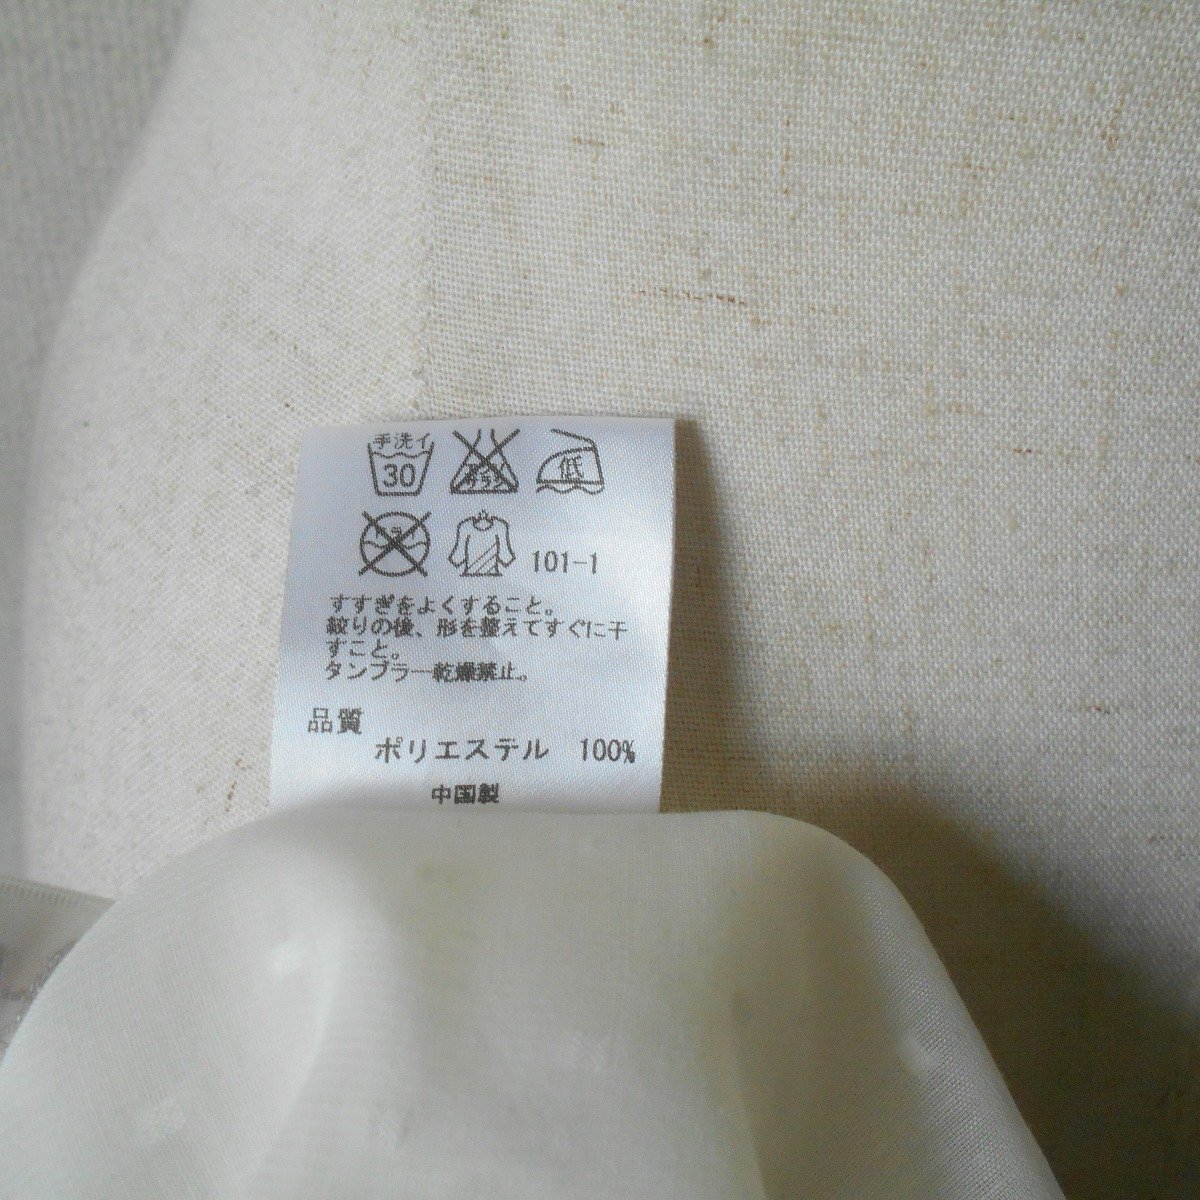 手洗イ
30
低
101-1
すすぎをよくすること。
絞りの後、形を整えてすぐに干
すこと。
タンブラー乾燥禁止。
品質
ポリエステル 100%
中国製